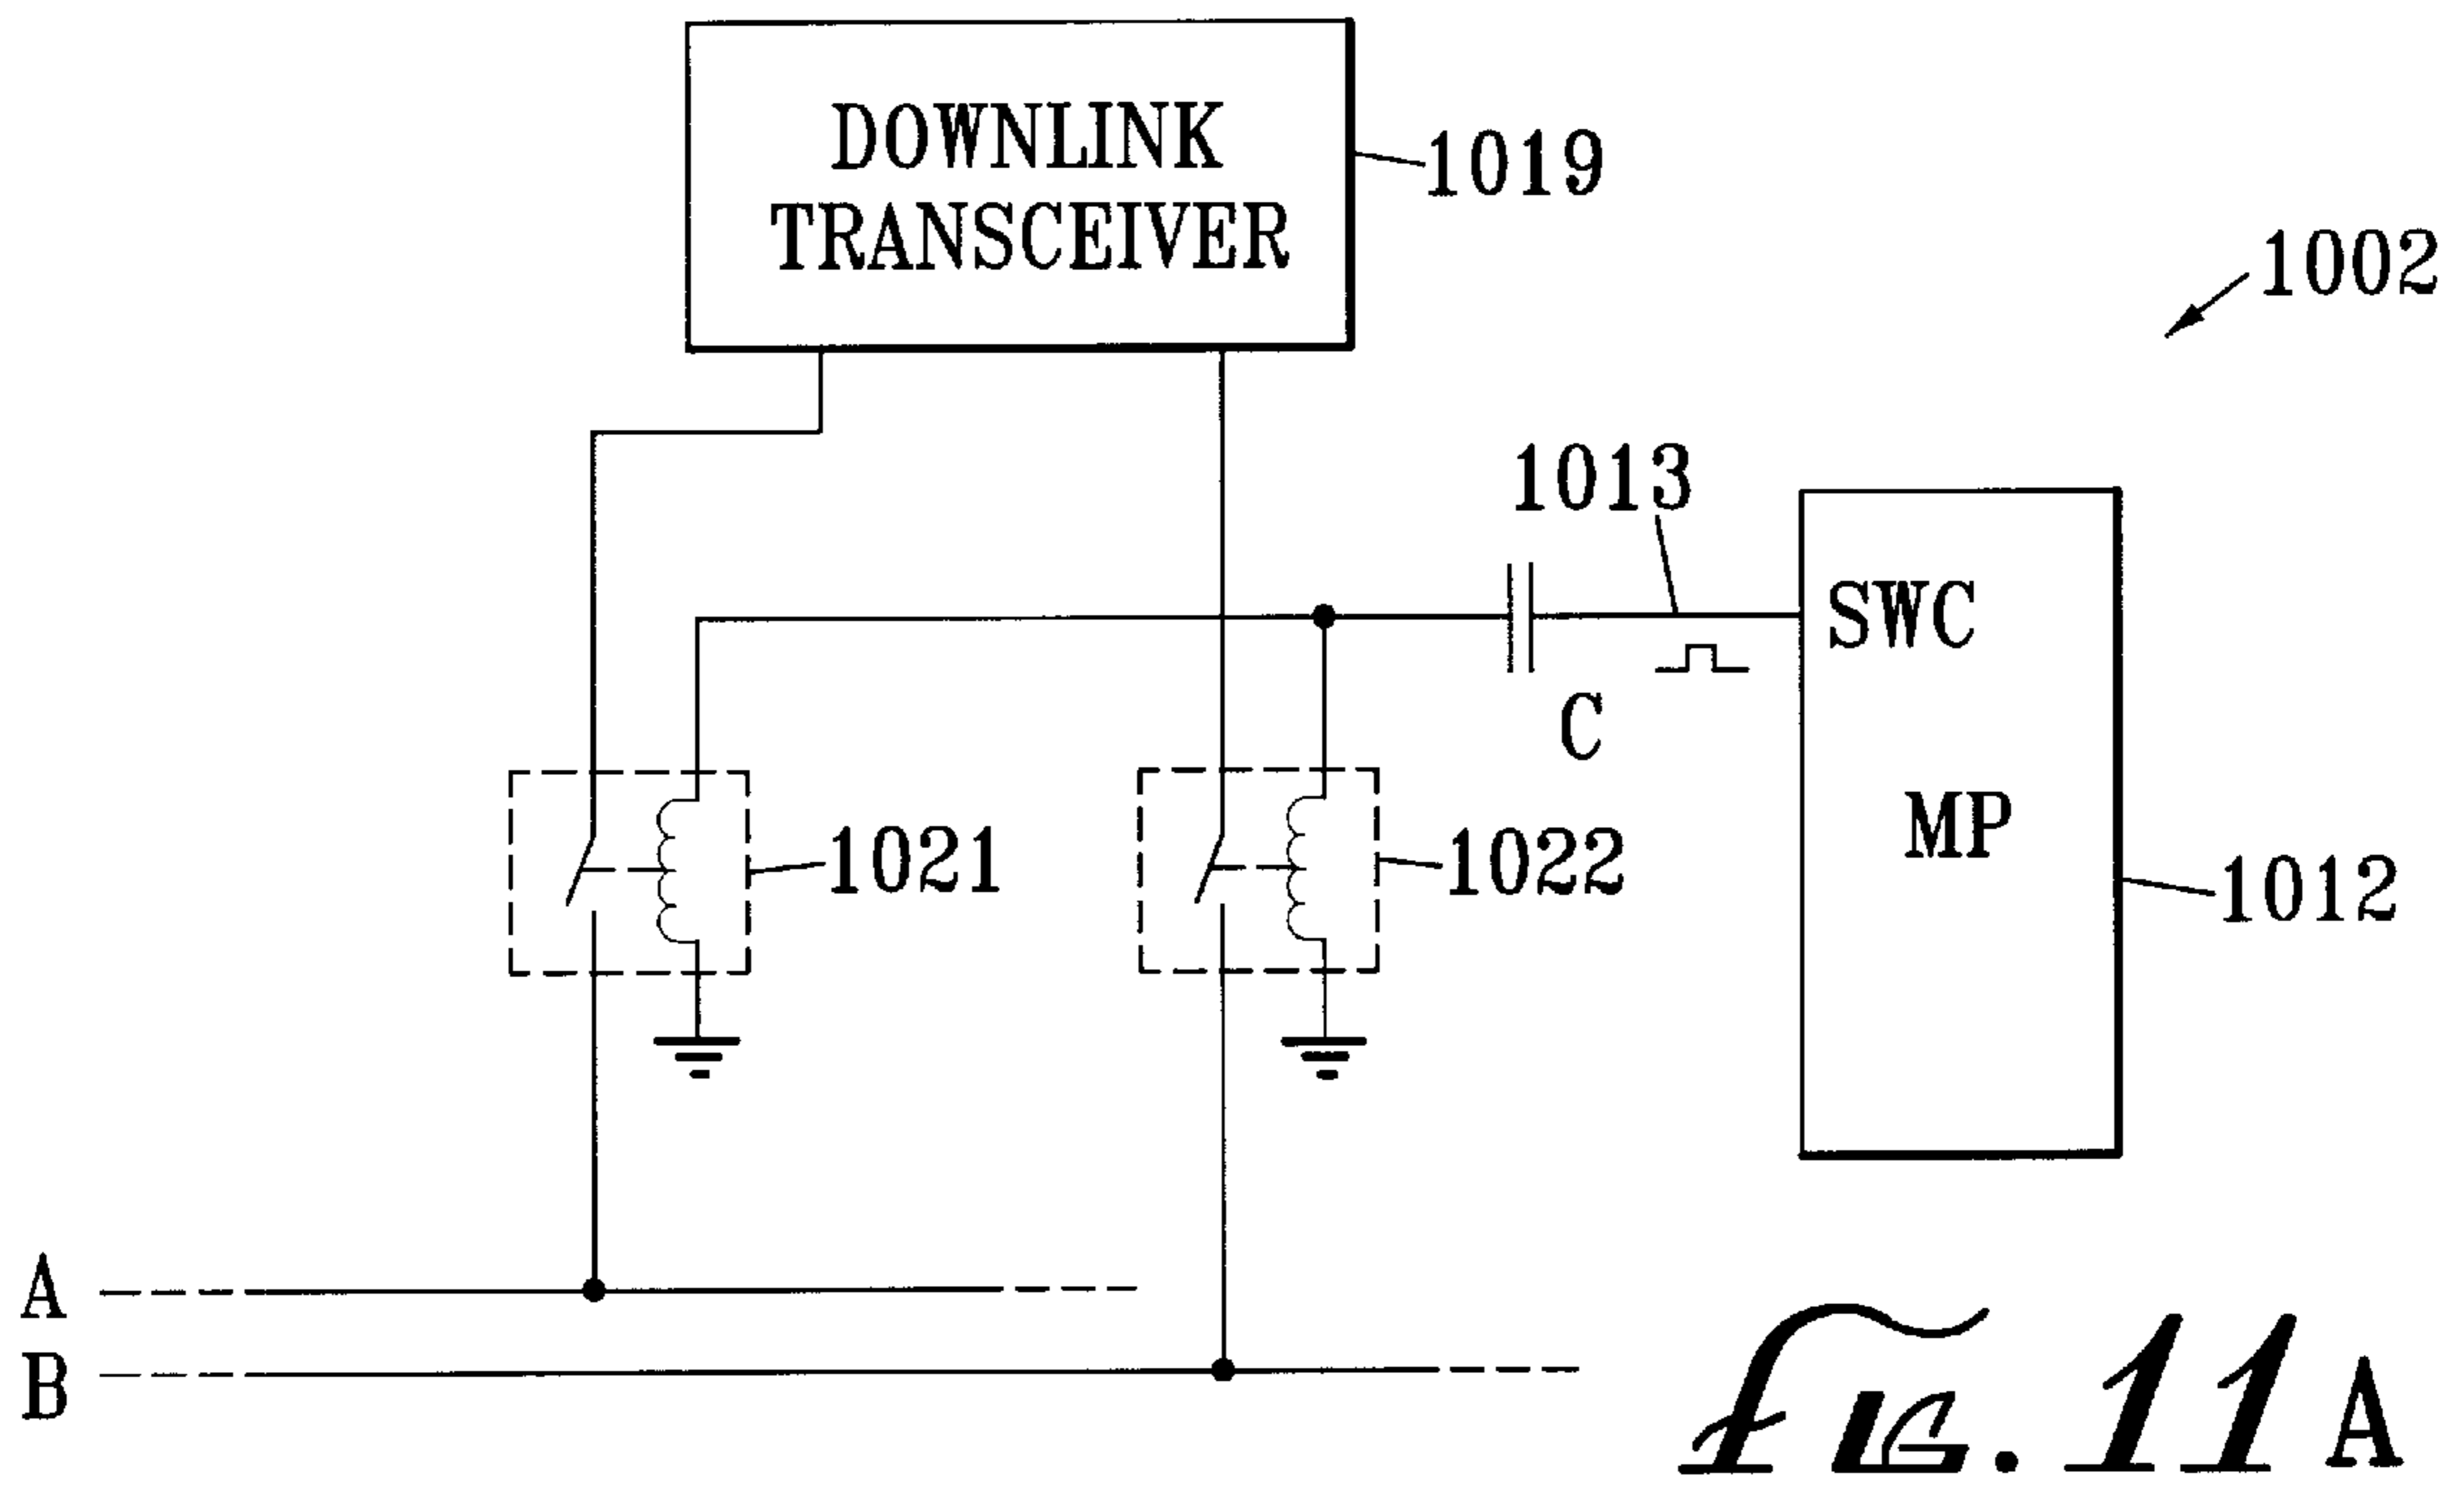 DOWNLINK
TRANSCEIVER
1019
1002
1013
SWC
C
MP
1021
1022
1012
A
B
FIG. 11A